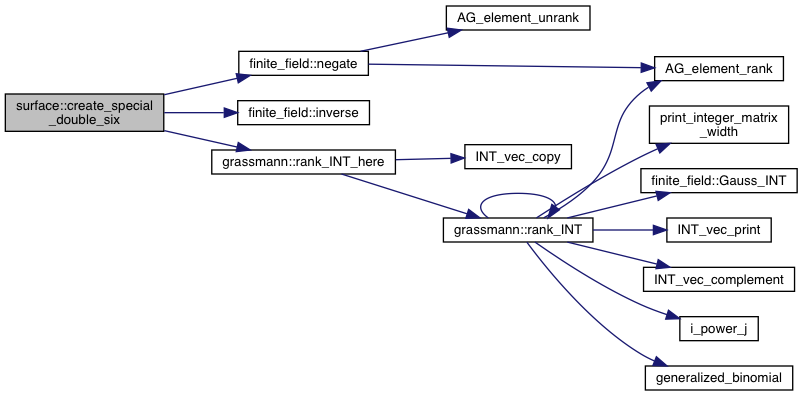 surface::create_special
_double_six
finite_field::negate
finite_field::inverse
grassmann::rank_INT_here
AG_element_unrank
INT_vec_copy
grassmann::rank_INT
AG_element_rank
print_integer_matrix
_width
finite_field::Gauss_INT
INT_vec_print
INT_vec_complement
i_power_j
generalized_binomial